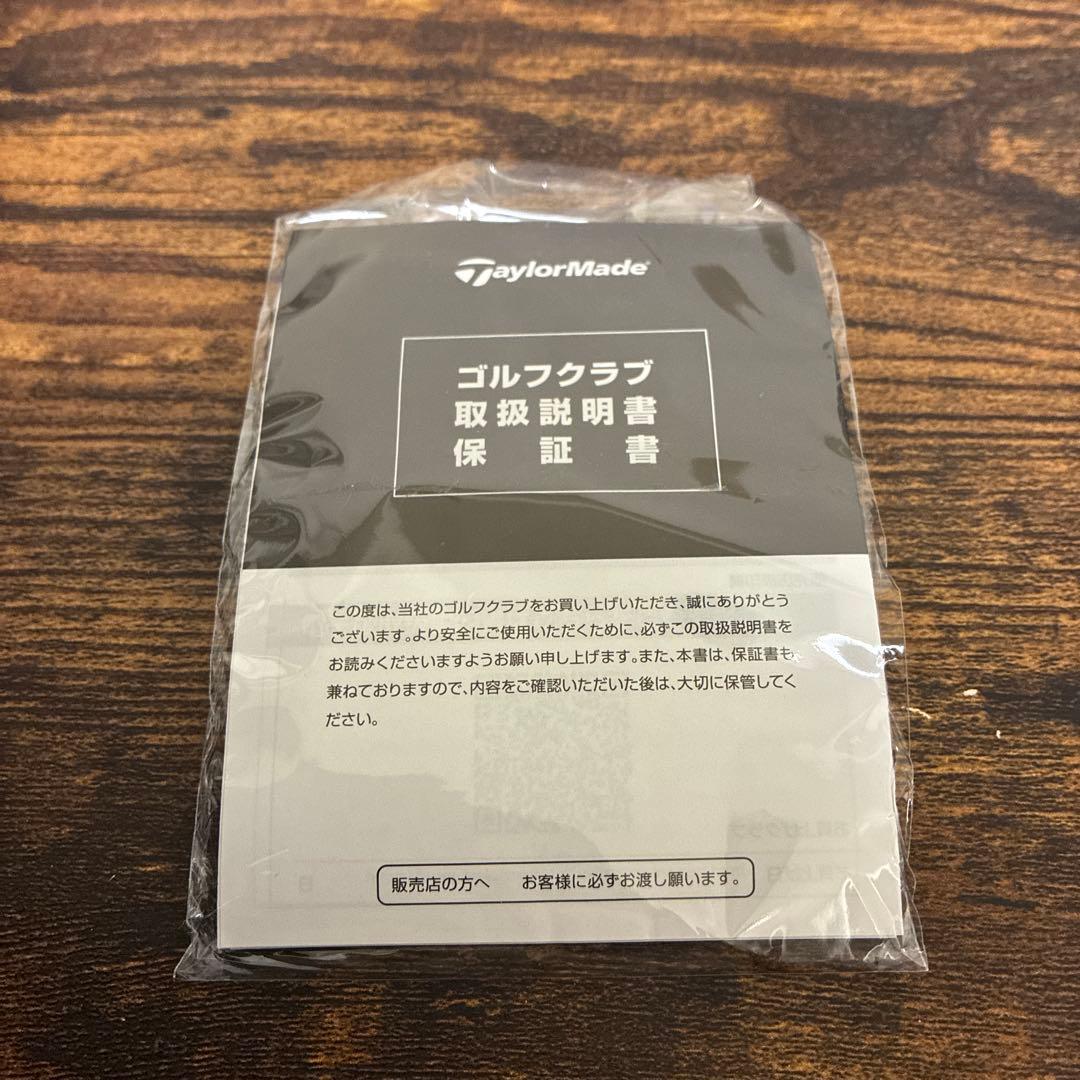 TaylorMade
ゴルフクラブ
取扱説明書
保証書
この度は、当社のゴルフクラブをお買い上げいただき、誠にありがとう
ございます。より安全にご使用いただくために、必ずこの取扱説明書を
お読みくださいますようお願い申し上げます。また、本書は、保証書も
兼ねておりますので、内容をご確認いただいた後は、大切に保管してく
ださい。
販売店の方へ　お客様に必ずお渡し願います。